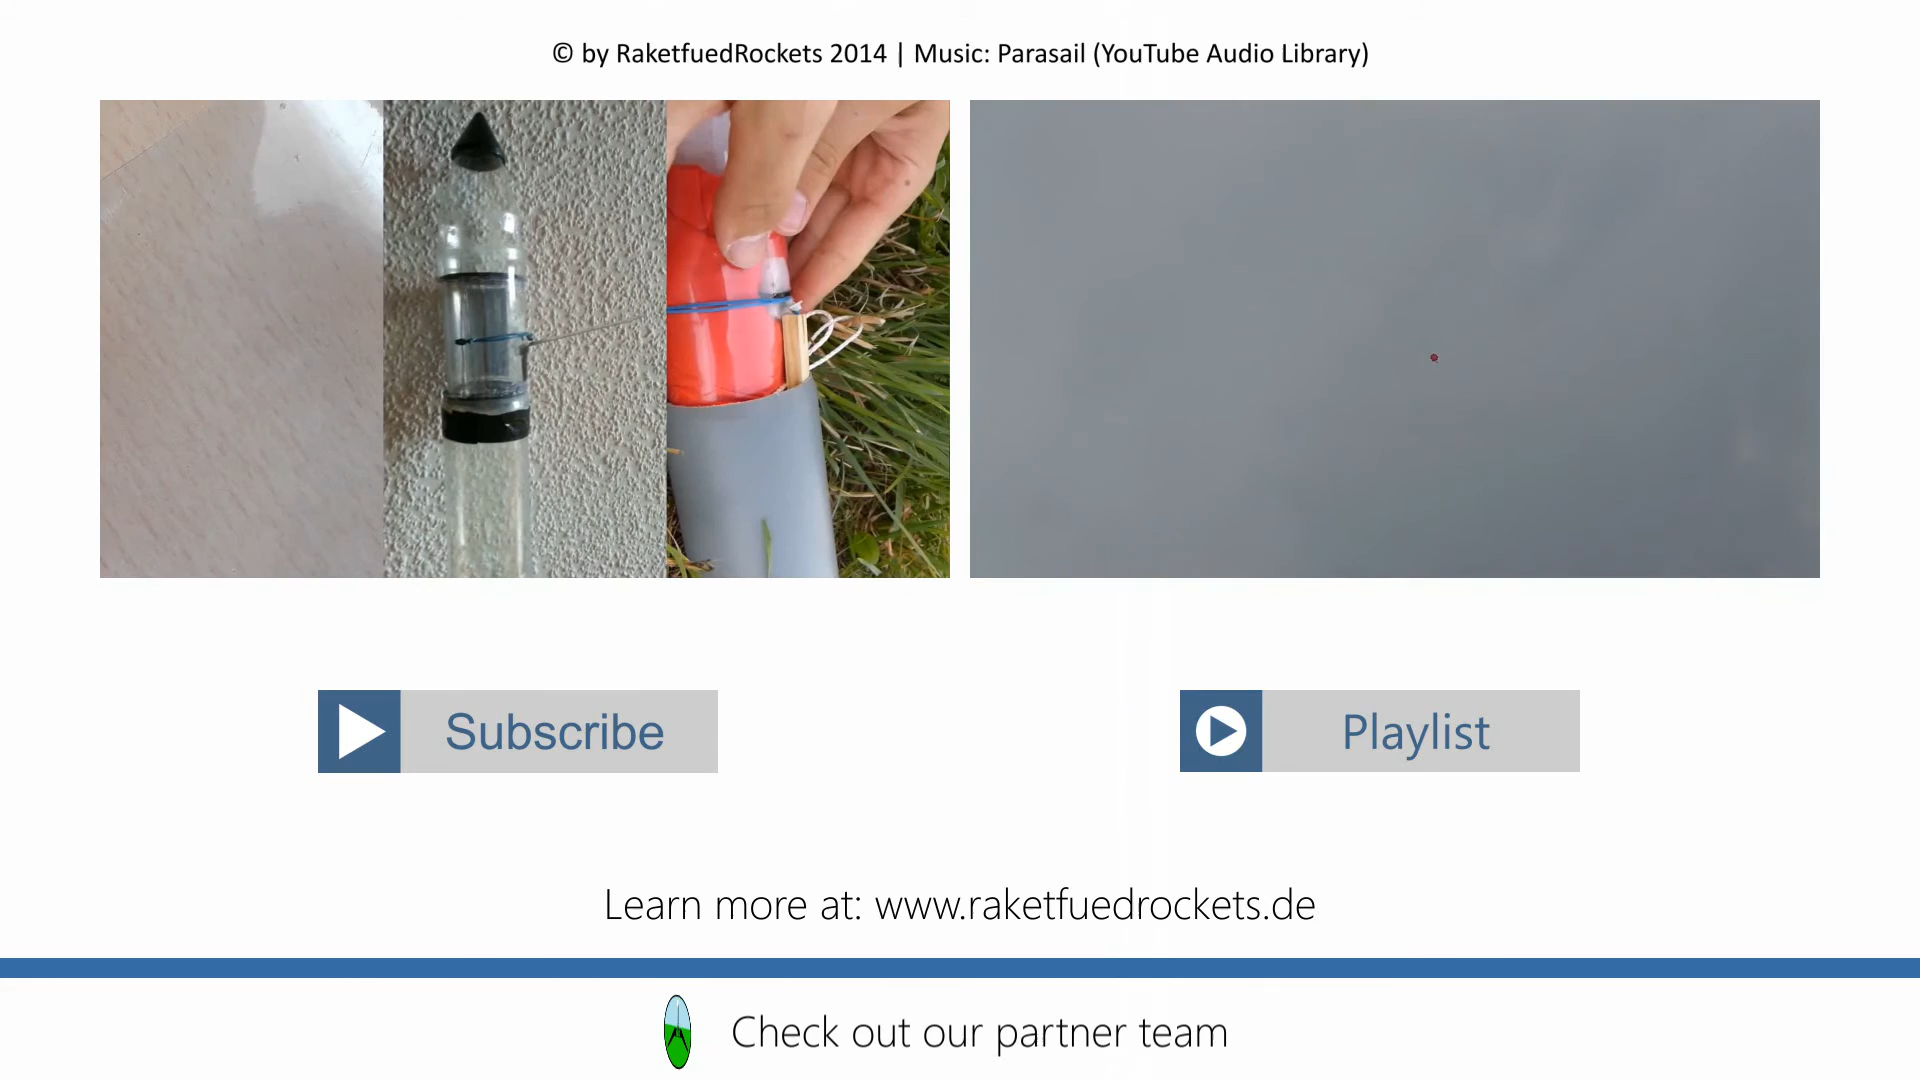 © by RaketfuedRockets 2014 | Music: Parasail (YouTube Audio Library)
Subscribe
Playlist
Learn more at: www.raketfuedrockets.de
Check out our partner team